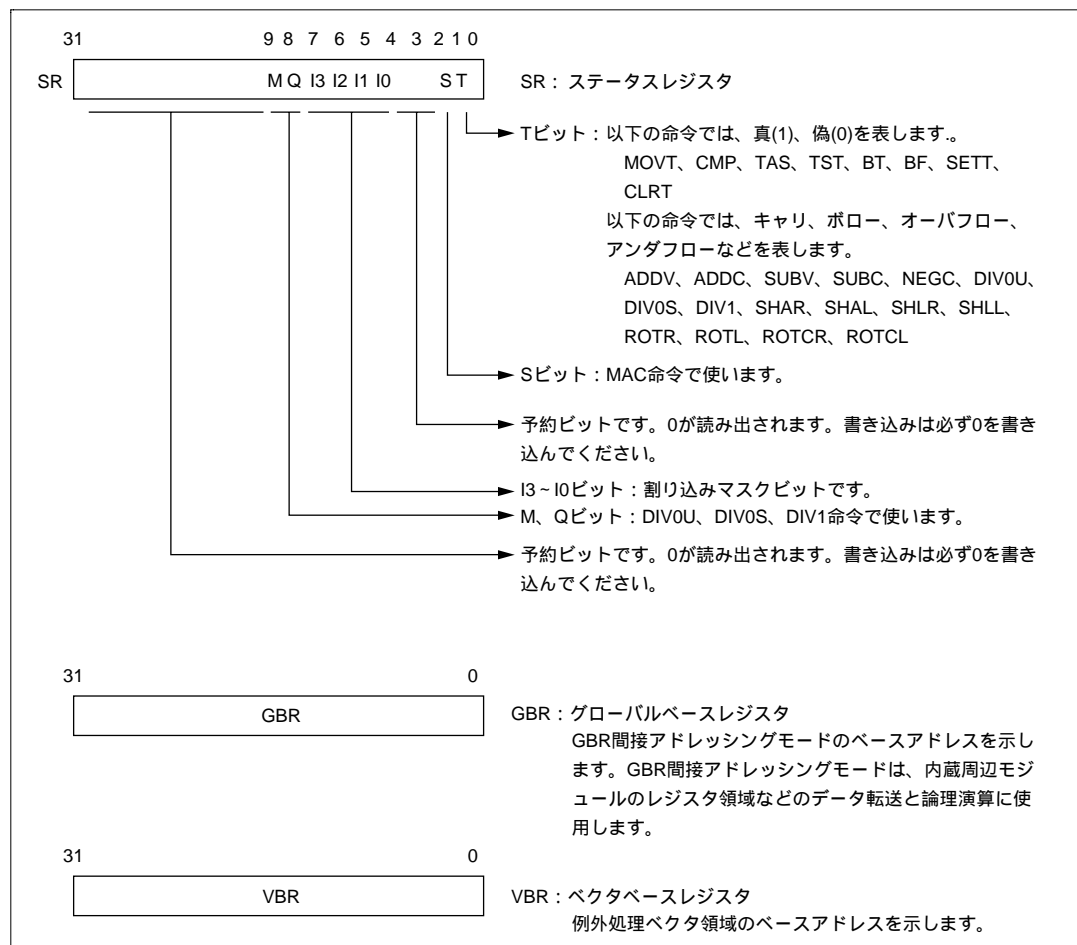 31 9 8 7 6 5 4 3 2 1 0
SR M Q I3 I2 I1 I0 S T SR：ステータスレジスタ
Tビット：以下の命令では、真(1)、偽(0)を表します.。
MOVT、CMP、TAS、TST、BT、BF、SETT、
CLRT
以下の命令では、キャリ、ボロー、オーバフロー、
アンダフローなどを表します。
ADDV、ADDC、SUBV、SUBC、NEGC、DIV0U、
DIV0S、DIV1、SHAR、SHAL、SHLR、SHLL、
ROTR、ROTL、ROTCR、ROTCL
Sビット：MAC命令で使います。
予約ビットです。0が読み出されます。書き込みは必ず0を書き
込んでください。
I3～I0ビット：割り込みマスクビットです。
M、Qビット：DIV0U、DIV0S、DIV1命令で使います。
予約ビットです。0が読み出されます。書き込みは必ず0を書き
込んでください。
31 0
GBR GBR：グローバルベースレジスタ
GBR間接アドレッシングモードのベースアドレスを示し
ます。GBR間接アドレッシングモードは、内蔵周辺モジ
ュールのレジスタ領域などのデータ転送と論理演算に使
用します。
31 0
VBR VBR：ベクタベースレジスタ
例外処理ベクタ領域のベースアドレスを示します。